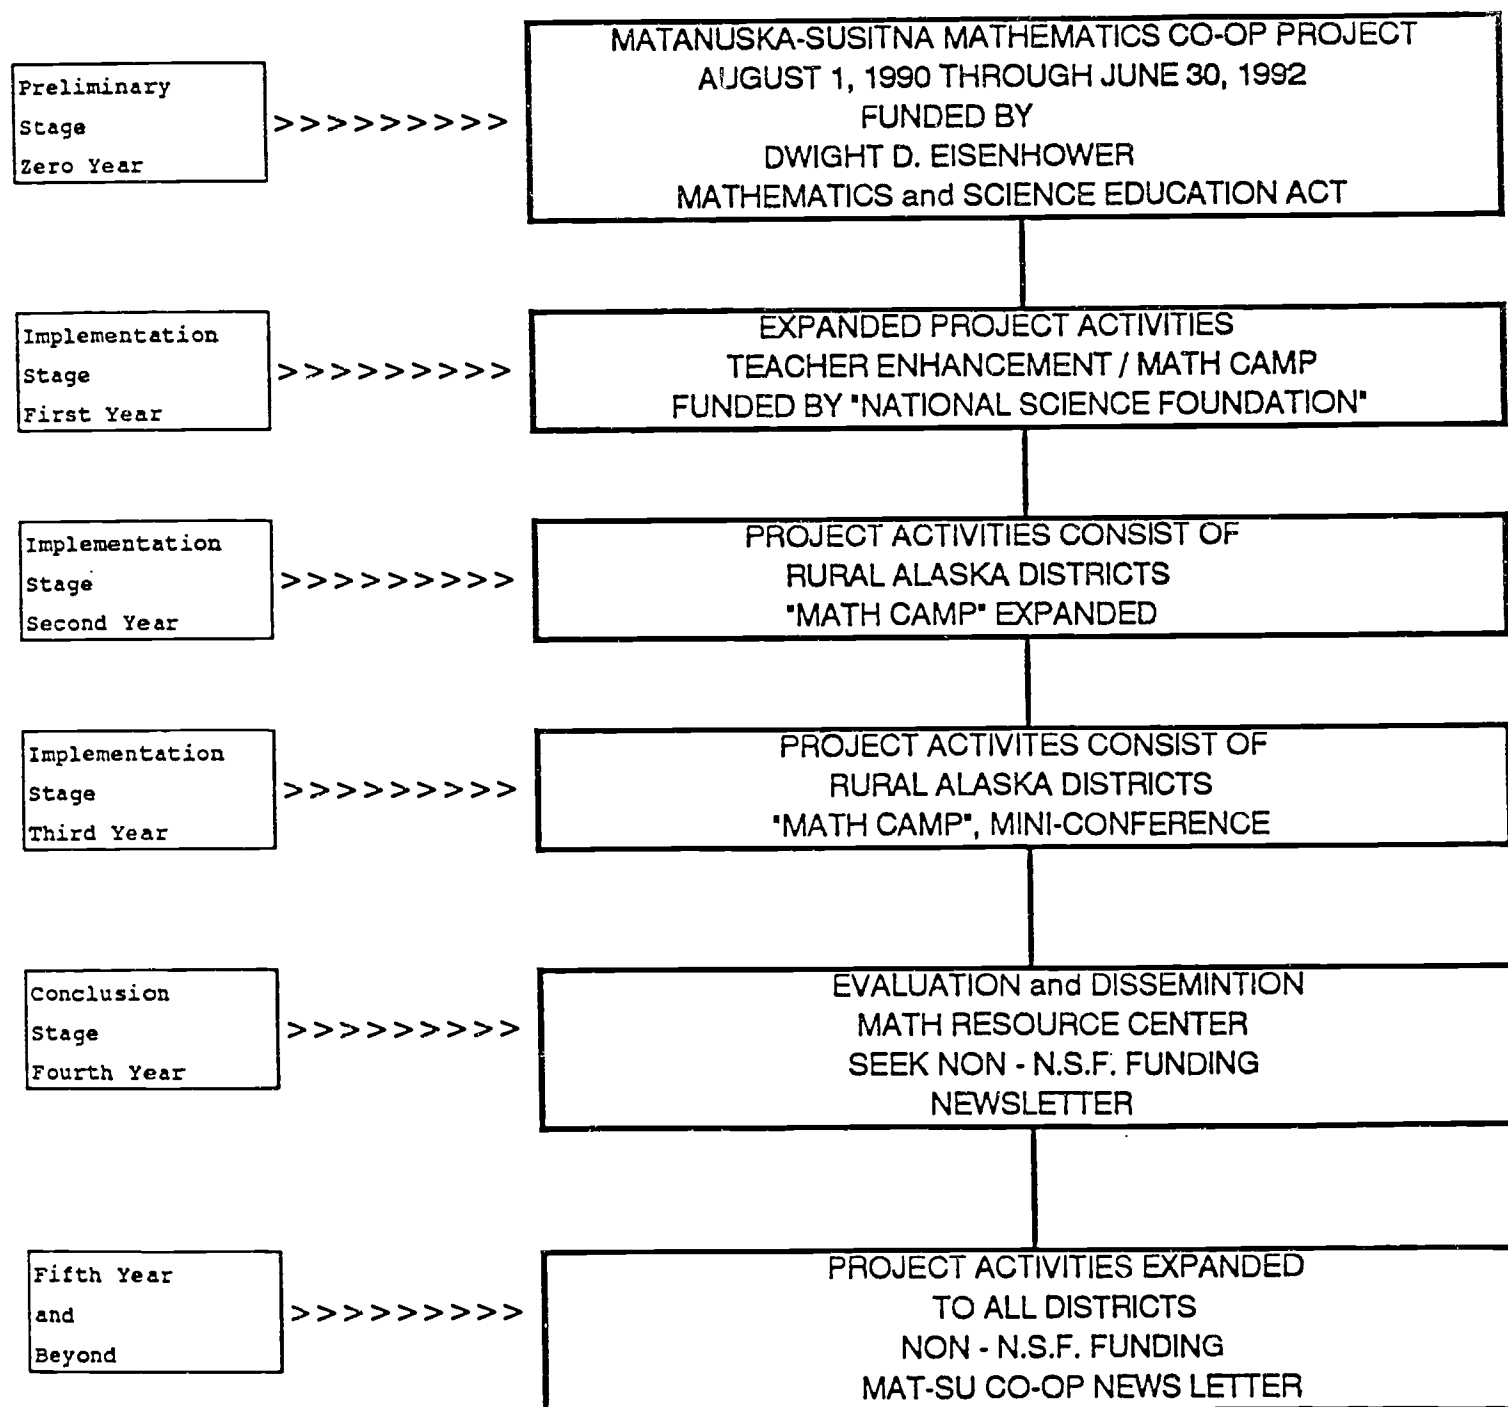 Preliminary
Stage
Zero Year
>>>>>>>>>
MATANUSKA-SUSITNA MATHEMATICS CO-OP PROJECT
AUGUST 1, 1990 THROUGH JUNE 30, 1992
FUNDED BY
DWIGHT D. EISENHOWER
MATHEMATICS and SCIENCE EDUCATION ACT
Implementation
Stage
First Year
>>>>>>>>>
EXPANDED PROJECT ACTIVITIES
TEACHER ENHANCEMENT / MATH CAMP
FUNDED BY "NATIONAL SCIENCE FOUNDATION"
Implementation
Stage
Second Year
>>>>>>>>>
PROJECT ACTIVITIES CONSIST OF
RURAL ALASKA DISTRICTS
"MATH CAMP" EXPANDED
Implementation
Stage
Third Year
>>>>>>>>>
PROJECT ACTIVITES CONSIST OF
RURAL ALASKA DISTRICTS
"MATH CAMP", MINI-CONFERENCE
Conclusion
Stage
Fourth Year
>>>>>>>>>
EVALUATION and DISSEMINTION
MATH RESOURCE CENTER
SEEK NON - N.S.F. FUNDING
NEWSLETTER
Fifth Year
and
Beyond
>>>>>>>>>
PROJECT ACTIVITIES EXPANDED
TO ALL DISTRICTS
NON - N.S.F. FUNDING
MAT-SU CO-OP NEWS LETTER